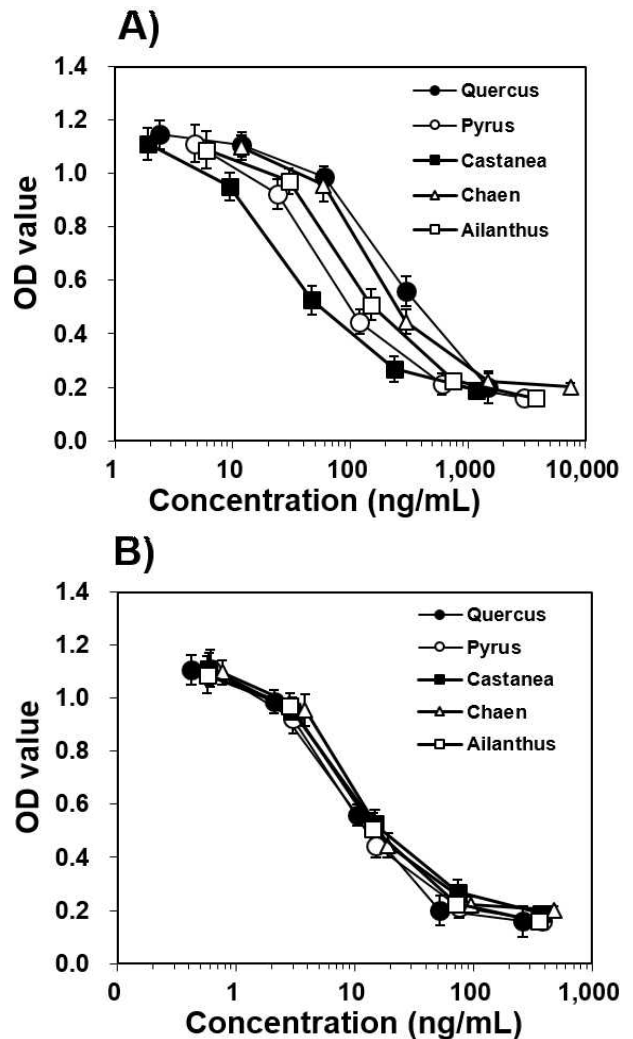 A)
1.4
1.2
1.0
0.8
0.6
0.4
0.2
0.0
OD value
Quercus
Pyrus
Castanea
Chaen
Ailanthus
1 10 100 1,000 10,000
Concentration (ng/mL)
B)
1.4
1.2
1.0
0.8
0.6
0.4
0.2
0.0
OD value
Quercus
Pyrus
Castanea
Chaen
Ailanthus
0 1 10 100 1,000
Concentration (ng/mL)